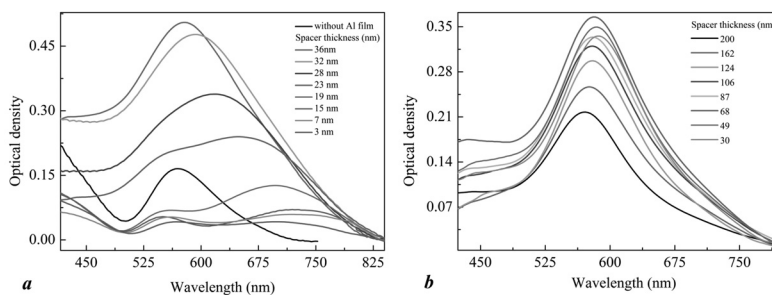 0.45
0.30
0.15
0.00
Optical density
450
525
600
675
750
825
Wavelength (nm)
a
without Al film
Spacer thickness (nm)
36nm
32 nm
28 nm
23 nm
19 nm
15 nm
7 nm
3 nm
0.35
0.28
0.21
0.14
0.07
Optical density
450
525
600
675
750
Wavelength (nm)
b
Spacer thickness (nm)
200
162
124
106
87
68
49
30